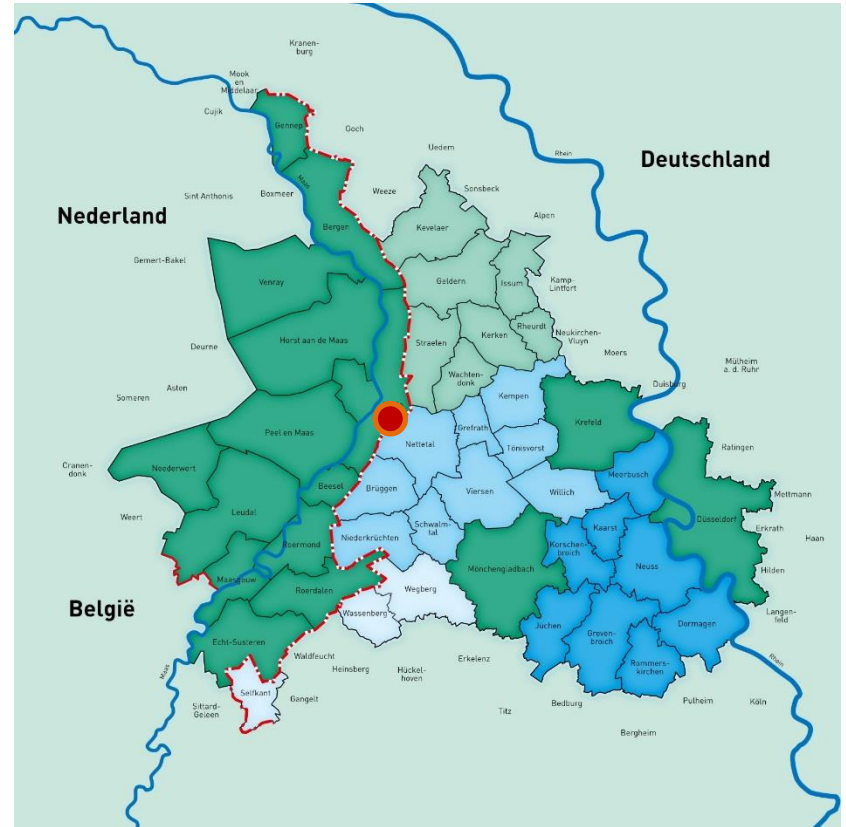 Kranen-
burg
Mook
en
Middelaar
Cuijk
Gennep
Goch
Rhein
Uedem
Deutschland
Maas
Sint Anthonis
Boxmeer
Weeze
Sonsbeck
Nederland
Bergen
Kevelaer
Alpen
Gemert-Bakel
Venray
Geldern
Issum
Kamp-
Lintfort
Horst aan de Maas
Straelen
Kerken
Rheurdt
Neukirchen-
Vluyn
Deurne
Moers
Mülheim
a. d. Ruhr
Wachten-
donk
Duisburg
Asten
Someren
Kempen
Krefeld
Peel en Maas
Grefrath
Nettetal
Tönisvorst
Ratingen
Cranen-
donk
Nederwert
Beesel
Brüggen
Viersen
Willich
Meerbusch
Mettmann
Weert
Leudal
Düsseldorf
Schwalm-
tal
Erkrath
Haan
Roermond
Niederkrüchten
Korschen-
broich
Kaarst
Neuss
Hilden
Maasgouw
Mönchengladbach
Wegberg
Roerdalen
België
Wassenberg
Langen-
feld
Echt-Susteren
Jüchen
Greven-
broich
Dormagen
Waldfeucht
Heinsberg
Hückel-
hoven
Erkelenz
Rommers-
kirchen
Maas
Rhein
Selfkant
Gangelt
Sittard-
Geleen
Titz
Bedburg
Pulheim
Köln
Bergheim